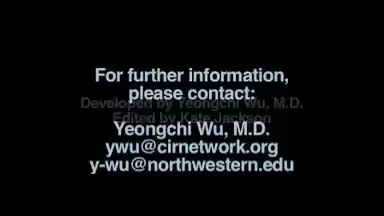 For further information,
please contact:
Developed by Yeongchi Wu, M.D.
Edited by Kate Jackson
Yeongchi Wu, M.D.
ywu@cirnetwork.org
y-wu@northwestern.edu